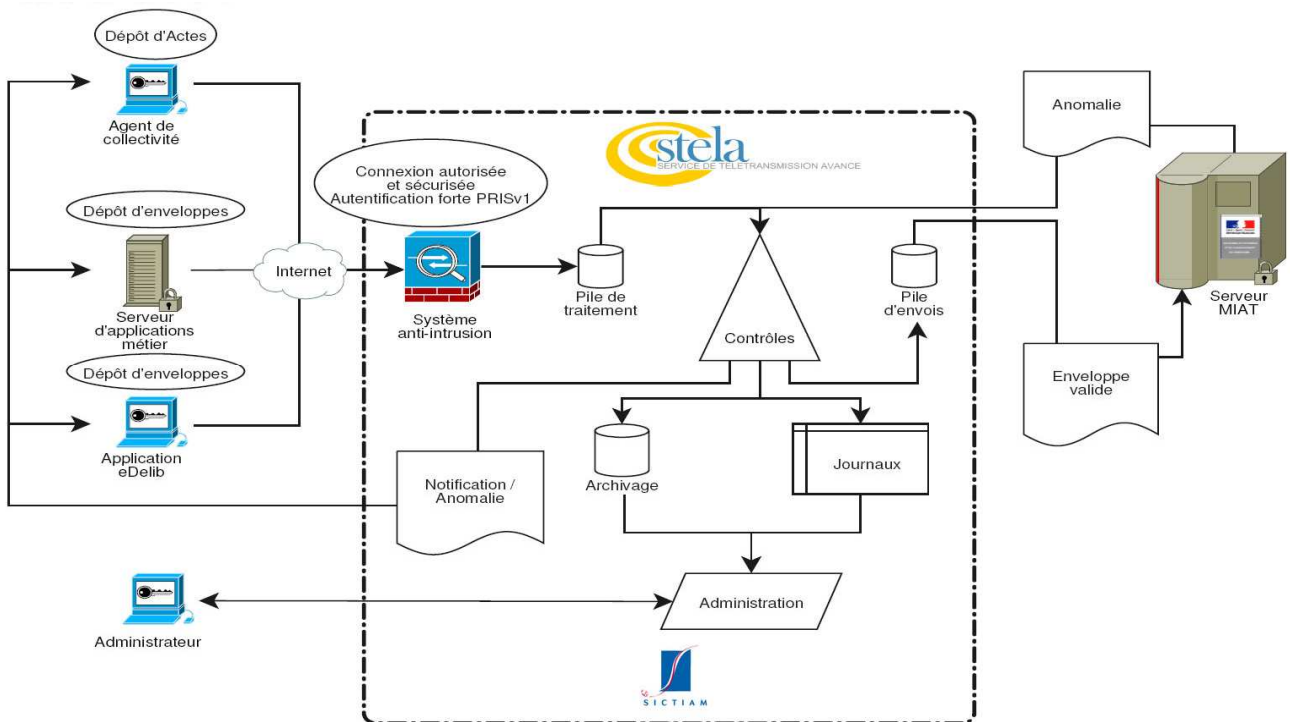 Dépôt d'Actes
Agent de
collectivité
Dépôt d'enveloppes
Serveur
d'applications
métier
Dépôt d'enveloppes
Application
eDelib
Internet
Connexion autorisée
et sécurisée
Autentification forte PRISv1
Système
anti-intrusion
stela
SERVICE DE TELETRANSMISSION AVANCE
Pile de
traitement
Contrôles
Pile
d'envois
Anomalie
Serveur
MIAT
Enveloppe
valide
Notification /
Anomalie
Archivage
Journaux
Administrateur
Administration
SICTIAM